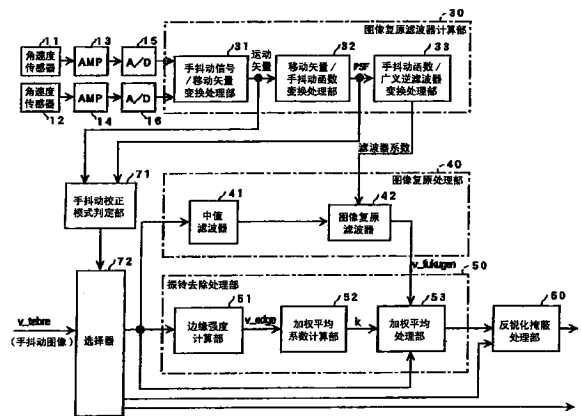 30
图像复原滤波器计算部
11
13
15
31
运动
矢量
32
PSF
33
角速度
传感器
AMP
A/D
手抖动信号
/移动矢量
变换处理部
移动矢量/
手抖动函数
变换处理部
手抖动函数/
广义逆滤波器
变换处理部
角速度
传感器
AMP
A/D
12
14
16
滤波器系数
71
手抖动校正
模式判定部
40
图像复原处理部
41
中值
滤波器
42
图像复原
滤波器
v_fukugen
72
50
振铃去除处理部
51
边缘强度
计算部
v_edge
52
加权平均
系数计算部
k
53
加权平均
处理部
60
反锐化掩蔽
处理部
v_tebre
(手抖动图像)
选择器